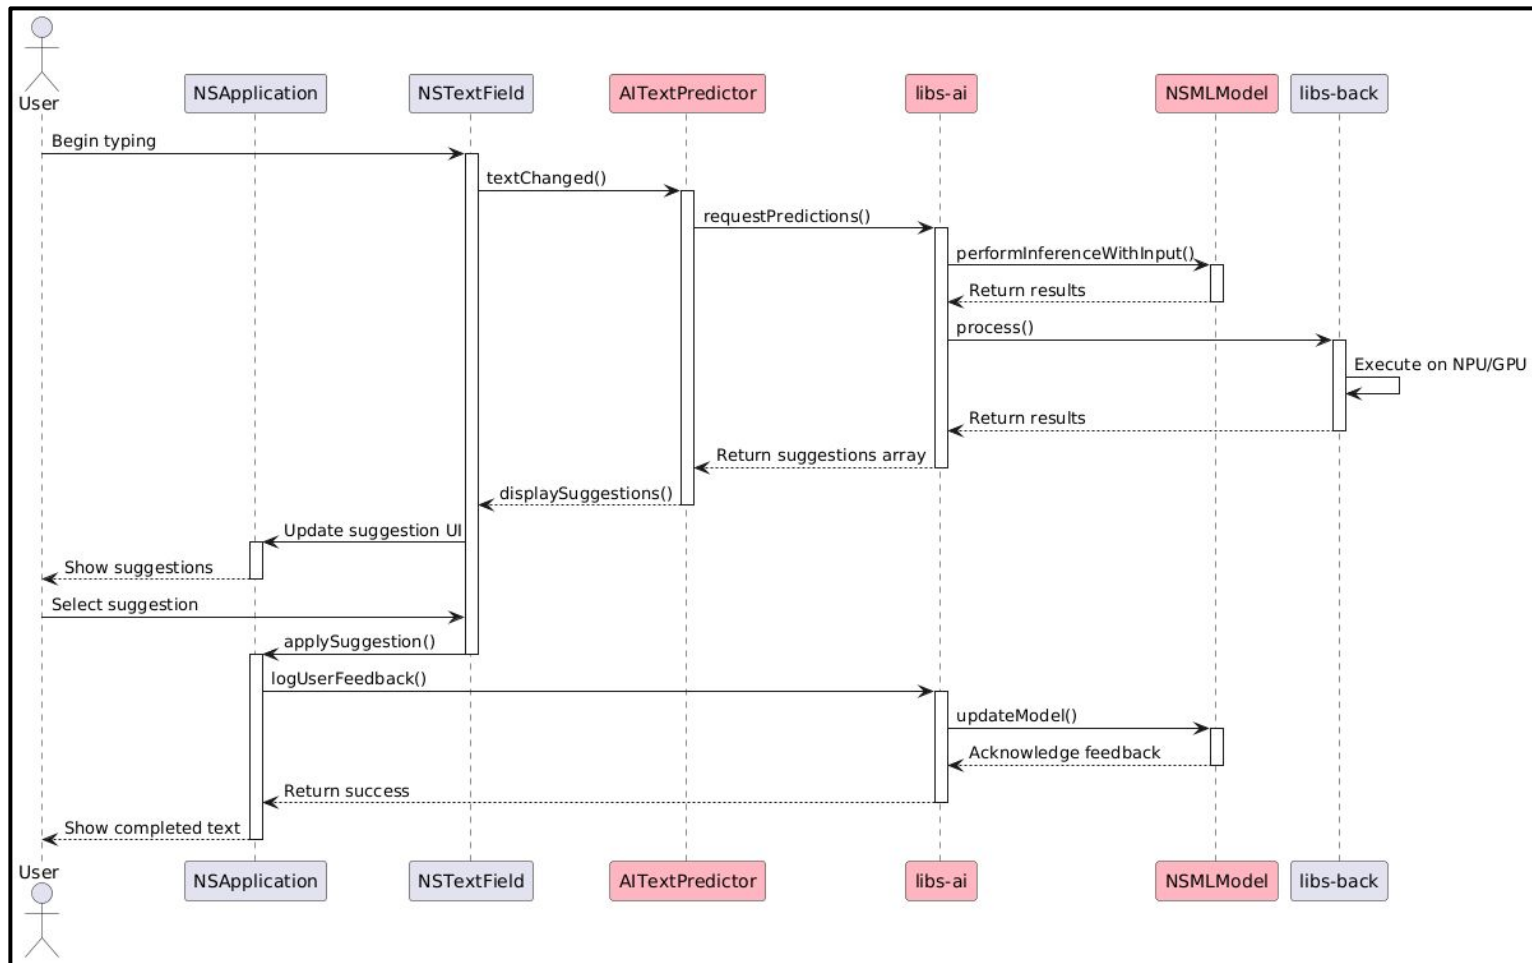 User
NSApplication
NSTextField
AITextPredictor
libs-ai
NSMLModel
libs-back
Begin typing
textChanged()
requestPredictions()
performInferenceWithInput()
Return results
process()
Execute on NPU/GPU
Return results
Return suggestions array
displaySuggestions()
Update suggestion UI
Show suggestions
Select suggestion
applySuggestion()
logUserFeedback()
updateModel()
Acknowledge feedback
Return success
Show completed text
User
NSApplication
NSTextField
AITextPredictor
libs-ai
NSMLModel
libs-back